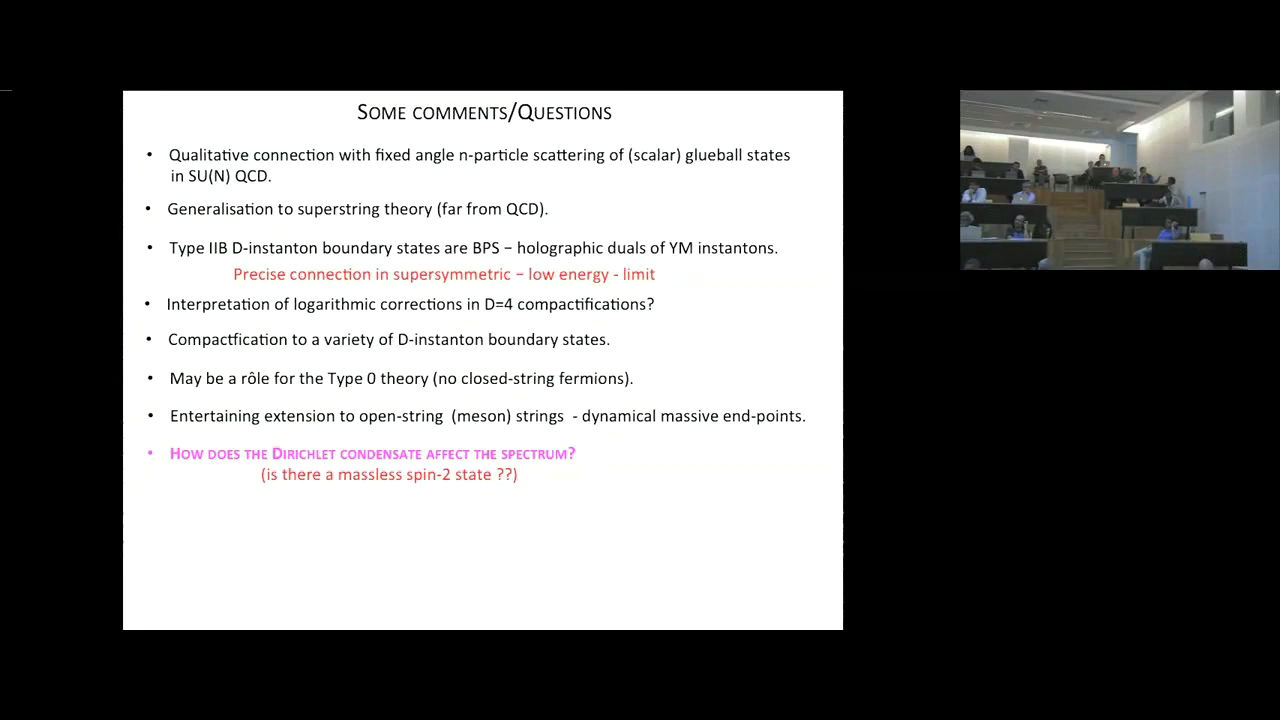 Some comments/Questions
• Qualitative connection with fixed angle n-particle scattering of (scalar) glueball states
in SU(N) QCD.
• Generalisation to superstring theory (far from QCD).
• Type IIB D-instanton boundary states are BPS – holographic duals of YM instantons.
Precise connection in supersymmetric – low energy - limit
• Interpretation of logarithmic corrections in D=4 compactifications?
• Compactfication to a variety of D-instanton boundary states.
• May be a rôle for the Type 0 theory (no closed-string fermions).
• Entertaining extension to open-string (meson) strings - dynamical massive end-points.
• How does the Dirichlet condensate affect the spectrum?
(is there a massless spin-2 state ??)